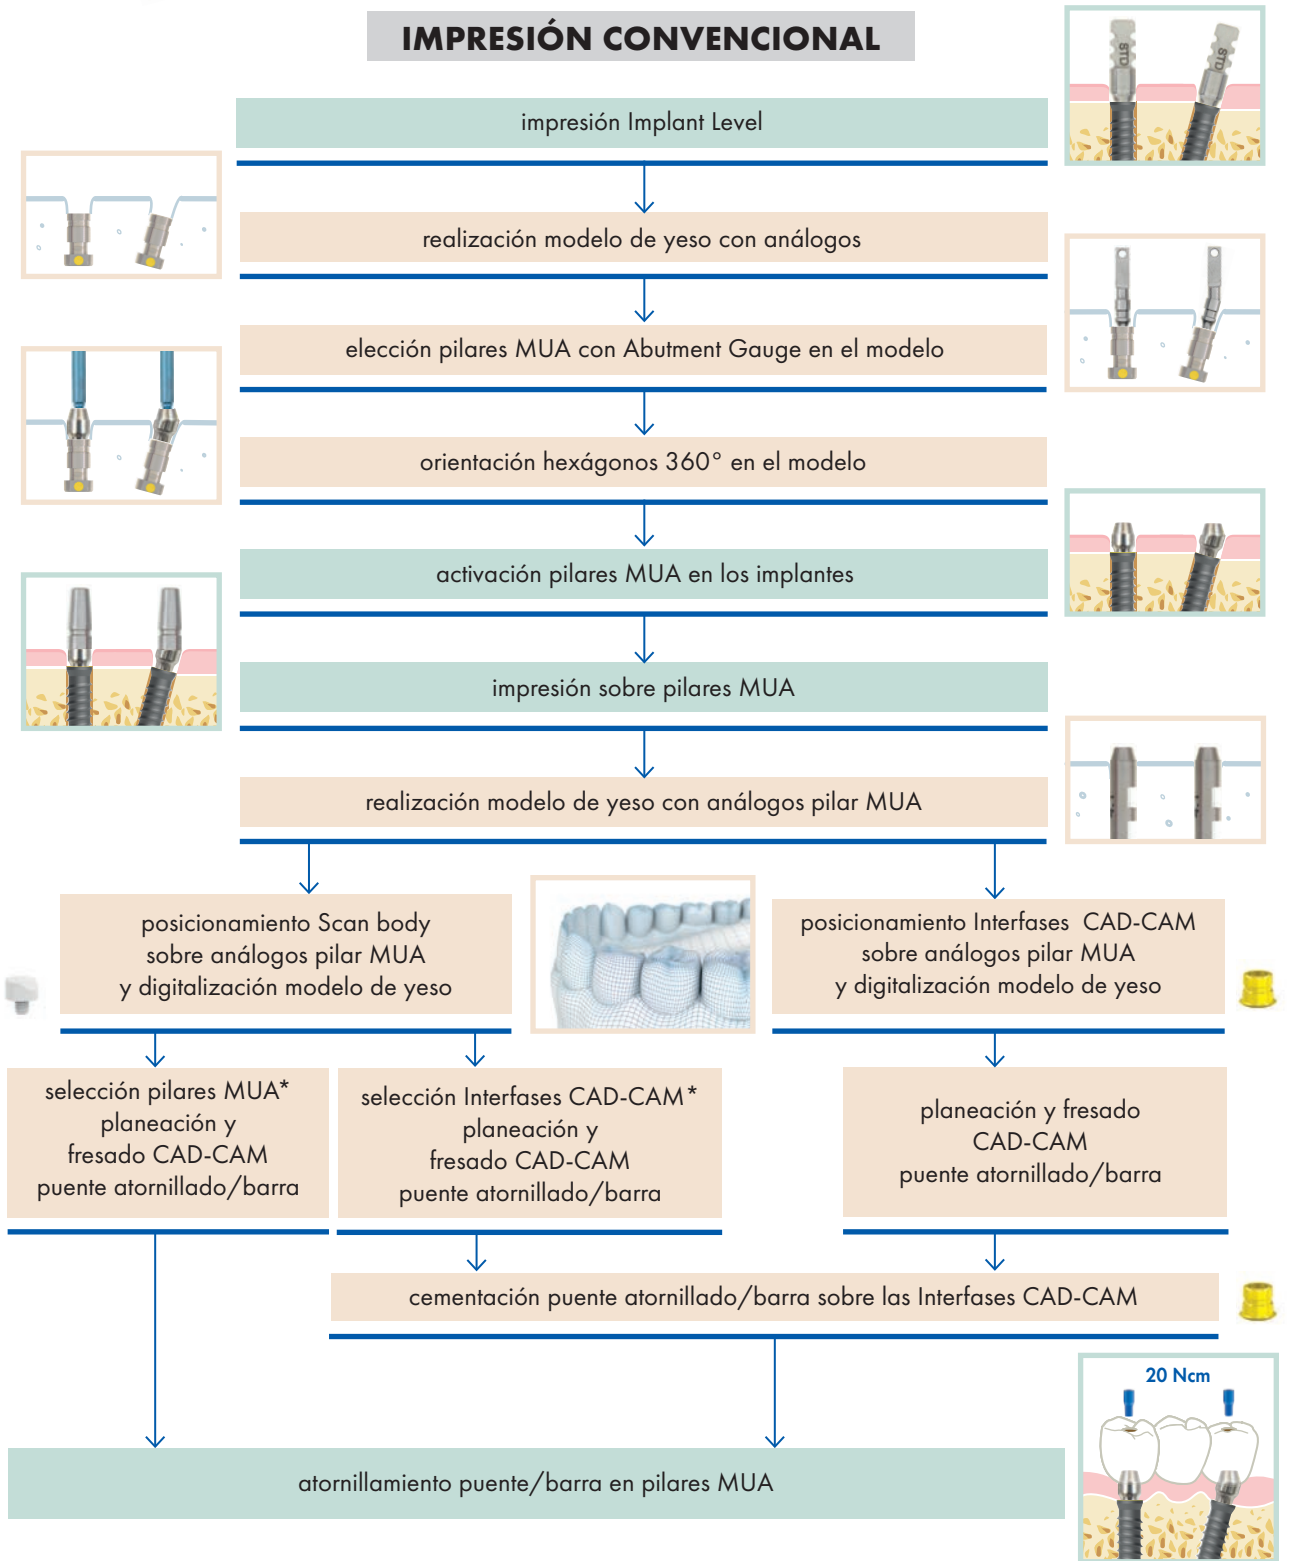 IMPRESIÓN CONVENCIONAL
STD
STD
impresión Implant Level
realización modelo de yeso con análogos
elección pilares MUA con Abutment Gauge en el modelo
orientación hexágonos 360° en el modelo
activación pilares MUA en los implantes
impresión sobre pilares MUA
realización modelo de yeso con análogos pilar MUA
posicionamiento Scan body
sobre análogos pilar MUA
y digitalización modelo de yeso
posicionamiento Interfases CAD-CAM
sobre análogos pilar MUA
y digitalización modelo de yeso
selección pilares MUA*
planeación y
fresado CAD-CAM
puente atornillado/barra
selección Interfases CAD-CAM*
planeación y
fresado CAD-CAM
puente atornillado/barra
planeación y fresado
CAD-CAM
puente atornillado/barra
cementación puente atornillado/barra sobre las Interfases CAD-CAM
20 Ncm
atornillamiento puente/barra en pilares MUA